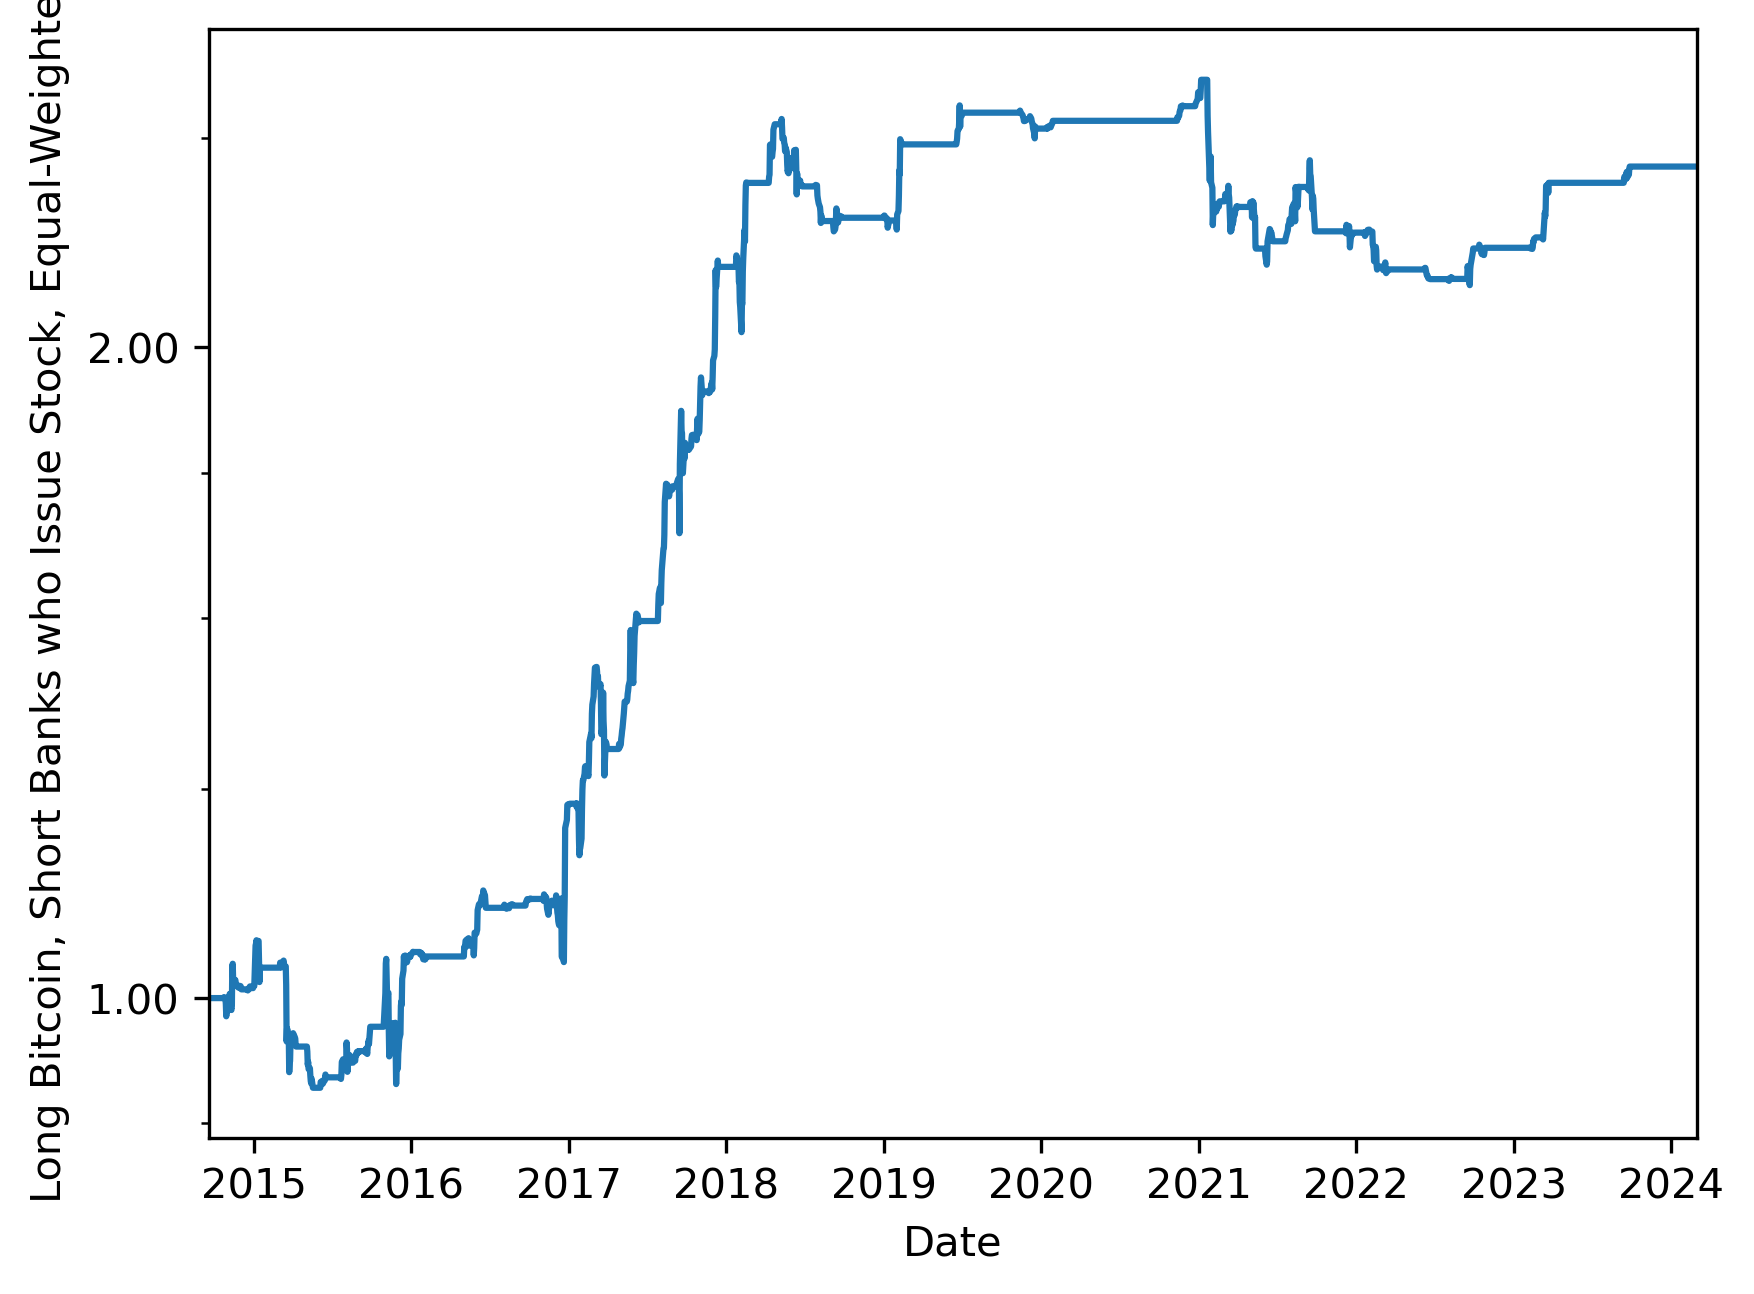 Long Bitcoin, Short Banks who Issue Stock, Equal-Weighte
2.00
1.00
2015 2016 2017 2018 2019 2020 2021 2022 2023 2024
Date